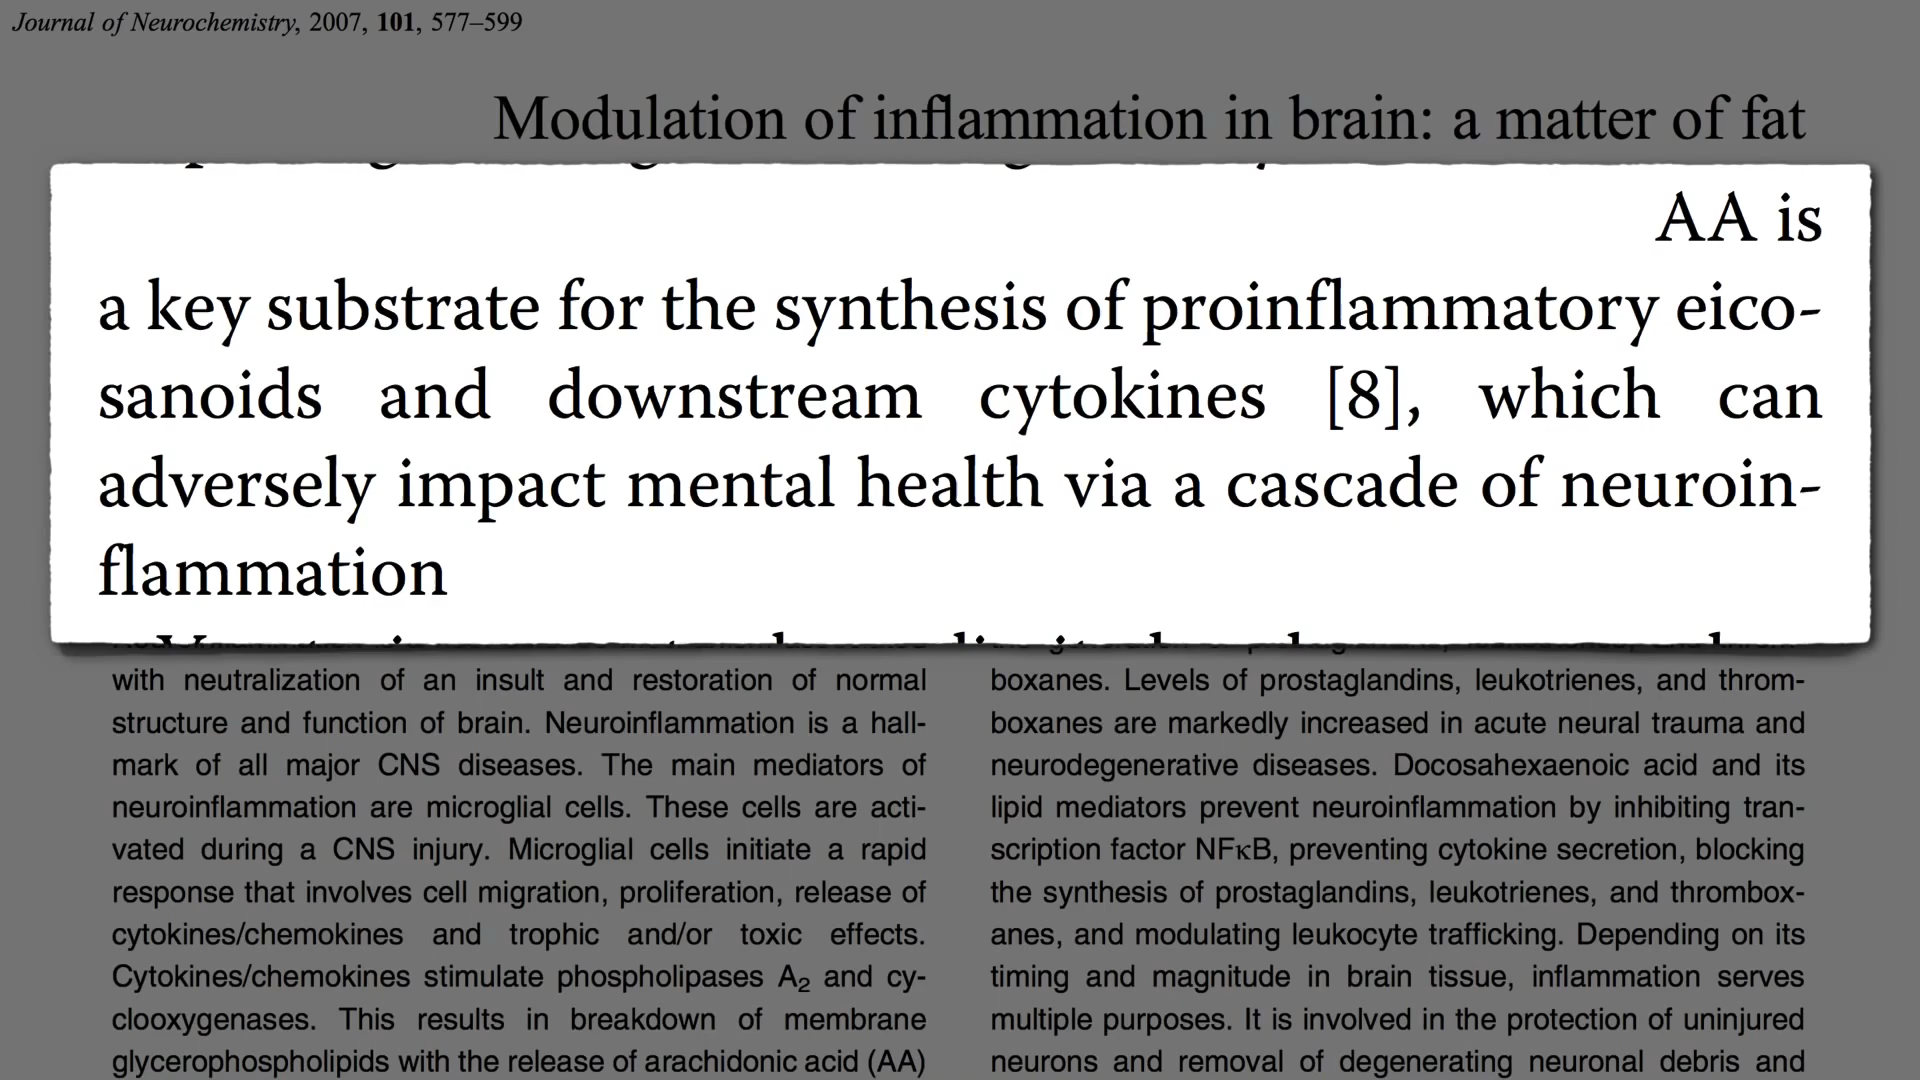 Journal of Neurochemistry, 2007, 101, 577–599
Modulation of inflammation in brain: a matter of fat
AA is
a key substrate for the synthesis of proinflammatory eico-
sanoids and downstream cytokines [8], which can
adversely impact mental health via a cascade of neuroin-
flammation
with neutralization of an insult and restoration of normal
structure and function of brain. Neuroinflammation is a hall-
mark of all major CNS diseases. The main mediators of
neuroinflammation are microglial cells. These cells are acti-
vated during a CNS injury. Microglial cells initiate a rapid
response that involves cell migration, proliferation, release of
cytokines/chemokines and trophic and/or toxic effects.
Cytokines/chemokines stimulate phospholipases A₂ and cy-
clooxygenases. This results in breakdown of membrane
glycerophospholipids with the release of arachidonic acid (AA)
boxanes. Levels of prostaglandins, leukotrienes, and throm-
boxanes are markedly increased in acute neural trauma and
neurodegenerative diseases. Docosahexaenoic acid and its
lipid mediators prevent neuroinflammation by inhibiting tran-
scription factor NFκB, preventing cytokine secretion, blocking
the synthesis of prostaglandins, leukotrienes, and thrombox-
anes, and modulating leukocyte trafficking. Depending on its
timing and magnitude in brain tissue, inflammation serves
multiple purposes. It is involved in the protection of uninjured
neurons and removal of degenerating neuronal debris and